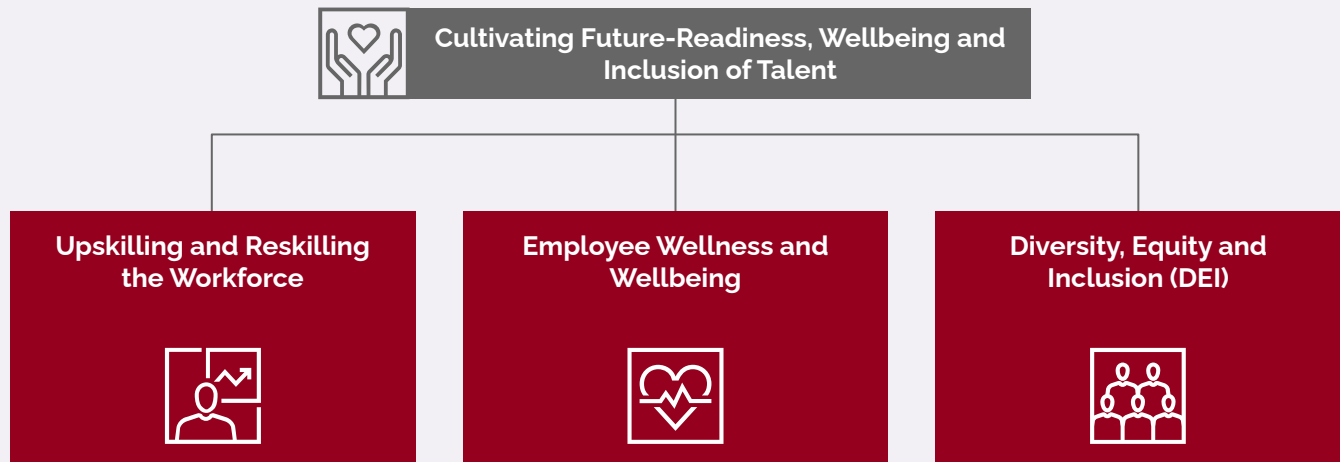 Cultivating Future-Readiness, Wellbeing and
Inclusion of Talent
Upskilling and Reskilling
the Workforce
Employee Wellness and
Wellbeing
Diversity, Equity and
Inclusion (DEI)